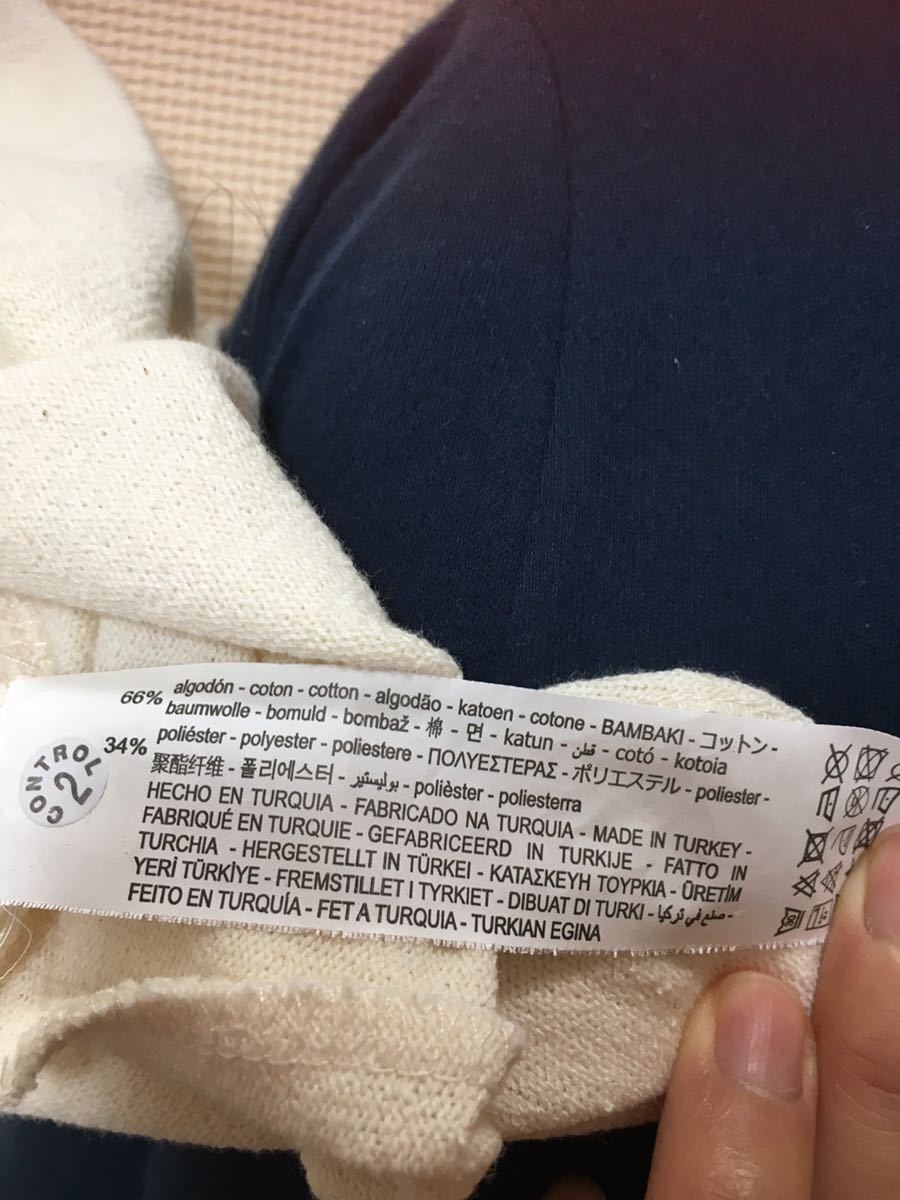 66% algodón - coton - cotton - algodão - katoen - cotone - BAMBAKI - コットン -
baumwolle - bomuld - bombaž - 棉 - 면 - katun - قطن - cotó - kotoia
34% poliéster - polyester - poliestere - ΠΟΛΥΕΣΤΕΡΑΣ - ポリエステル - poliester -
聚酯纤维 - 폴리에스터 - بوليستير - polièster - poliesterra
HECHO EN TURQUIA - FABRICADO NA TURQUIA - MADE IN TURKEY -
FABRIQUÉ EN TURQUIE - GEFABRICEERD IN TURKIJE - FATTO IN
TURCHIA - HERGESTELLT IN TÜRKEI - ΚΑΤΑΣΚΕΥΗ ΤΟΥΡΚΙΑ - ÜRETİM
YERİ TÜRKİYE - FREMSTILLET I TYRKIET - DIBUAT DI TURKI - صنع في تركيا -
FEITO EN TURQUÍA - FET A TURQUIA - TURKIAN EGINA
CONTROL
2